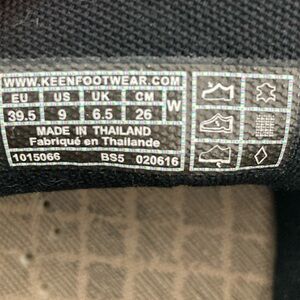 WWW.KEENFOOTWEAR.COM
EU US UK CM W
39.5 9 6.5 26
MADE IN THAILAND
Fabriqué en Thaïlande
1015066 BS5 020616